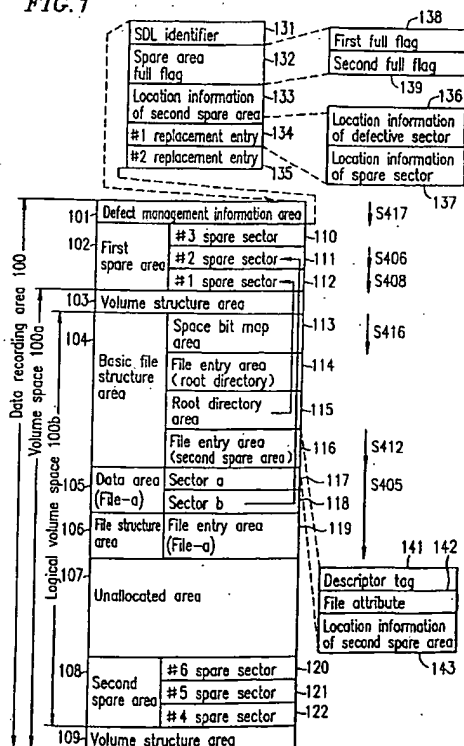 FIG. 1
SDL identifier 131
Spare area full flag 132
Location information of second spare area 133
#1 replacement entry 134
#2 replacement entry
135
138
First full flag
Second full flag
139
136
Location information of defective sector
Location information of spare sector
137
Data recording area 100
Volume space 100a
Logical volume space 100b
101 Defect management information area
102 First spare area
#3 spare sector 110
#2 spare sector 111
#1 spare sector 112
103 Volume structure area
104 Basic file structure area
Space bit map area 113
File entry area (root directory) 114
Root directory area 115
File entry area (second spare area) 116
105 Data area (File-a)
Sector a 117
Sector b 118
106 File structure area
File entry area (File-a) 119
107 Unallocated area
108 Second spare area
#6 spare sector 120
#5 spare sector 121
#4 spare sector 122
109 Volume structure area
S417
S406
S408
S416
S412
S405
141 142
Descriptor tag
File attribute
Location information of second spare area
143